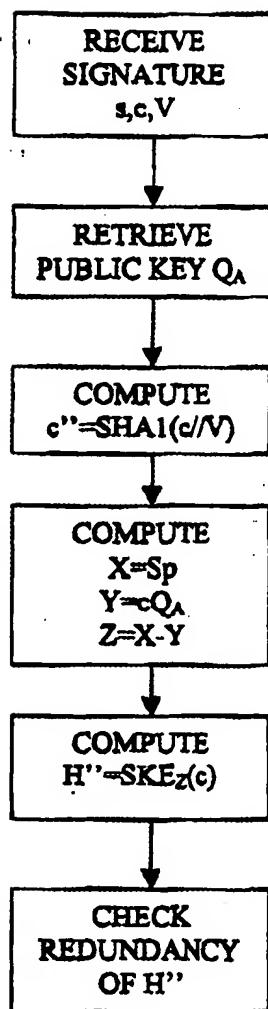 RECEIVE
SIGNATURE
s,c,V
RETRIEVE
PUBLIC KEY QA
COMPUTE
c''=SHA1(c//V)
COMPUTE
X=Sp
Y=cQA
Z=X-Y
COMPUTE
H''=SKEZ(c)
CHECK
REDUNDANCY
OF H''